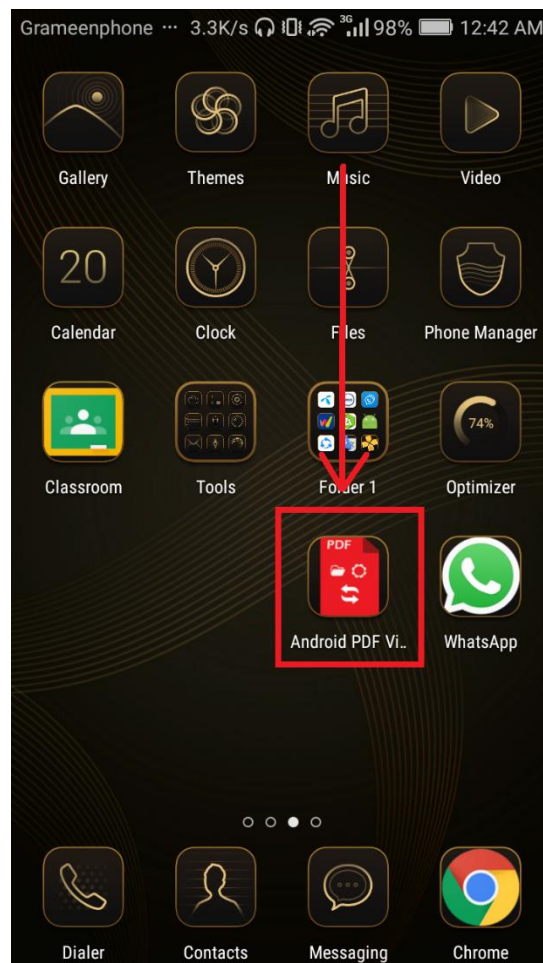 Grameenphone ... 3.3K/s 3G 98% 12:42 AM
Gallery Themes Music Video
20
Calendar Clock Files Phone Manager
74%
Classroom Tools Folder 1 Optimizer
PDF
Android PDF Vi.. WhatsApp
Dialer Contacts Messaging Chrome